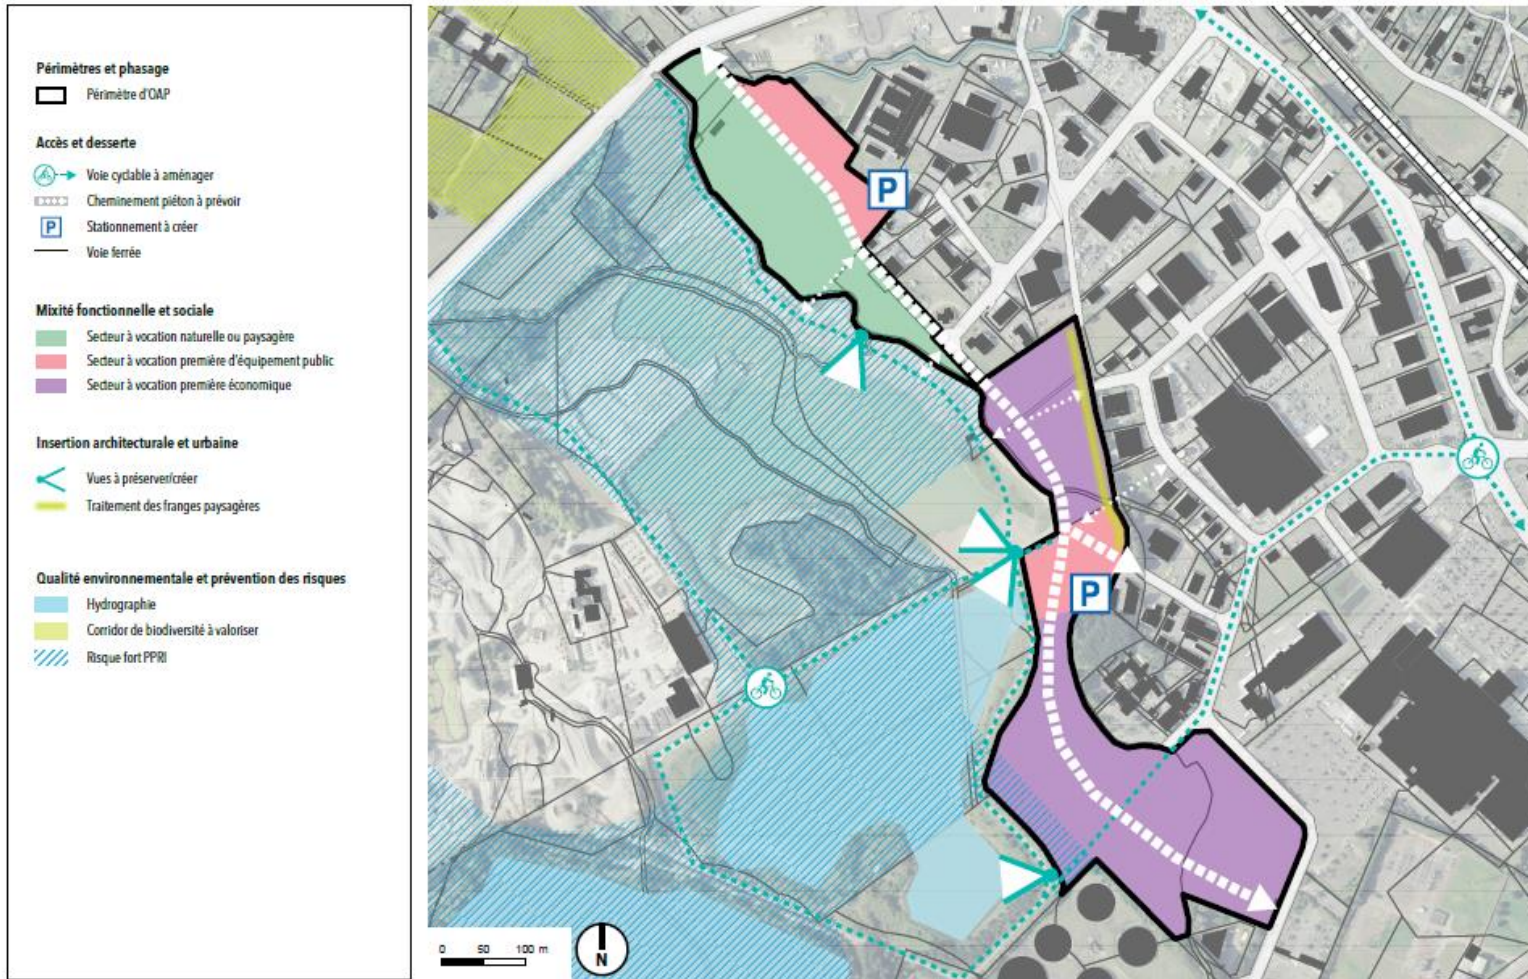 Périmètres et phasage
Périmètre d'OAP
Accès et desserte
Voie cyclable à aménager
Cheminement piéton à prévoir
P Stationnement à créer
Voie ferrée
Mixité fonctionnelle et sociale
Secteur à vocation naturelle ou paysagère
Secteur à vocation première d'équipement public
Secteur à vocation première économique
Insertion architecturale et urbaine
Vues à préserver/créer
Traitement des franges paysagères
Qualité environnementale et prévention des risques
Hydrographie
Corridor de biodiversité à valoriser
Risque fort PPRI
P
P
0 50 100 m
N